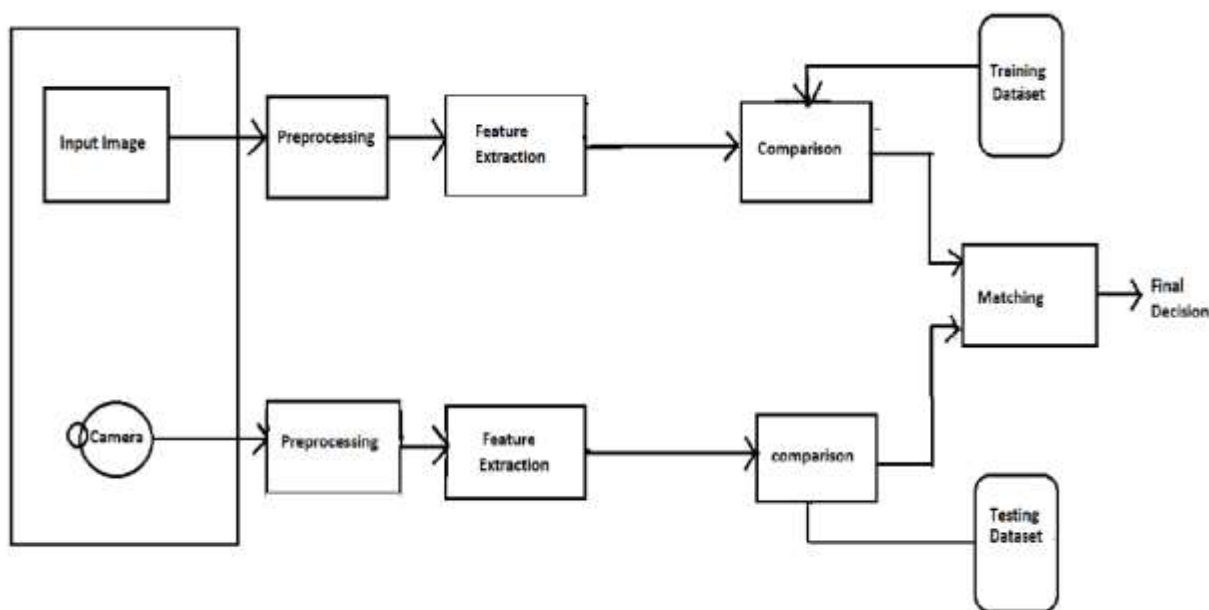 Training
Dataset
Input Image
Preprocessing
Feature
Extraction
Comparison
Matching
Final
Decision
Camera
Preprocessing
Feature
Extraction
comparison
Testing
Dataset